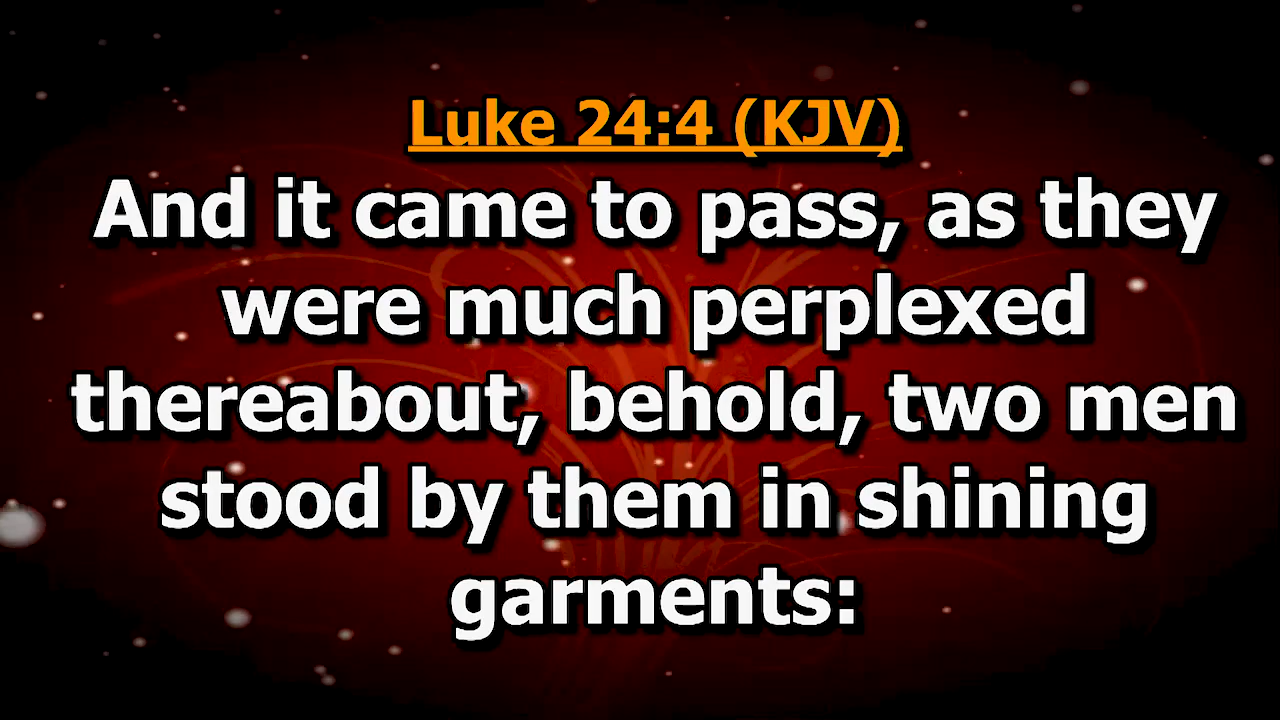 Luke 24:4 (KJV)
And it came to pass, as they
were much perplexed
thereabout, behold, two men
stood by them in shining
garments: